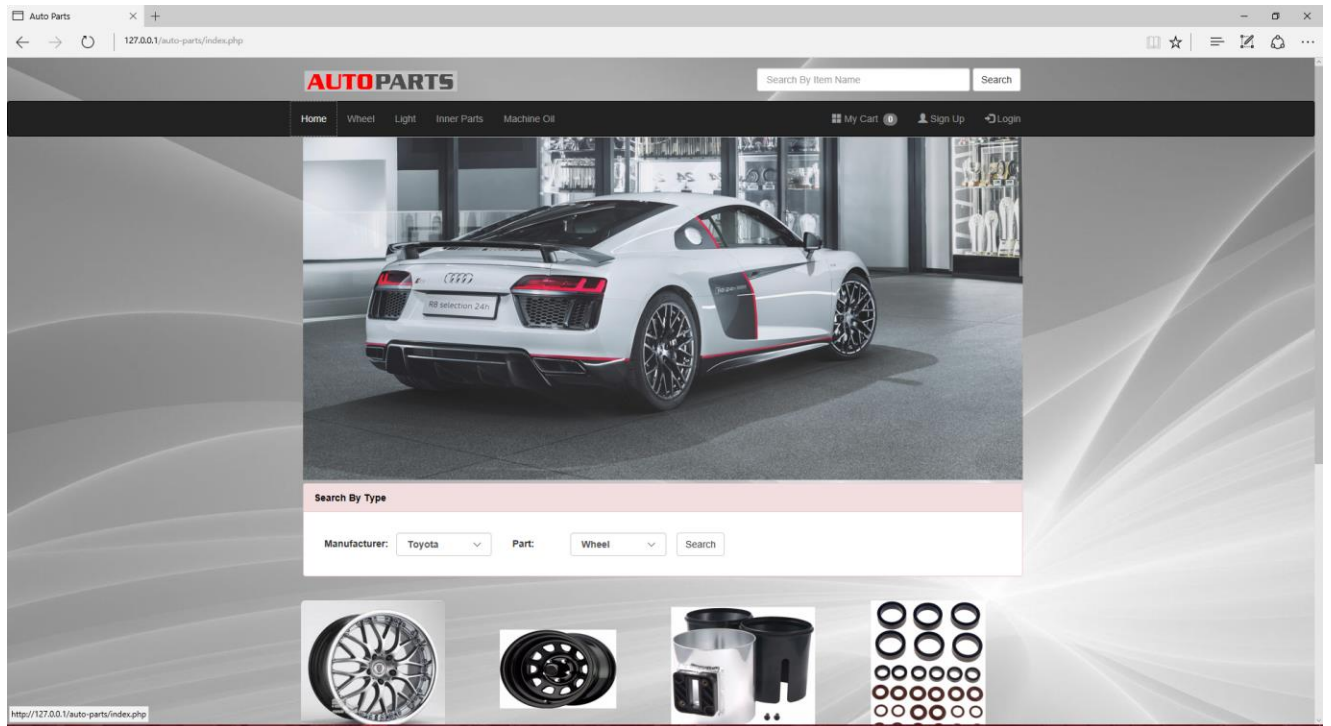 Auto Parts
127.0.0.1/auto-parts/index.php
AUTOPARTS
Search By Item Name Search
Home Wheel Light Inner Parts Machine Oil My Cart 0 Sign Up Login
R8 selection 24h
Search By Type
Manufacturer: Toyota Part: Wheel Search
http://127.0.0.1/auto-parts/index.php